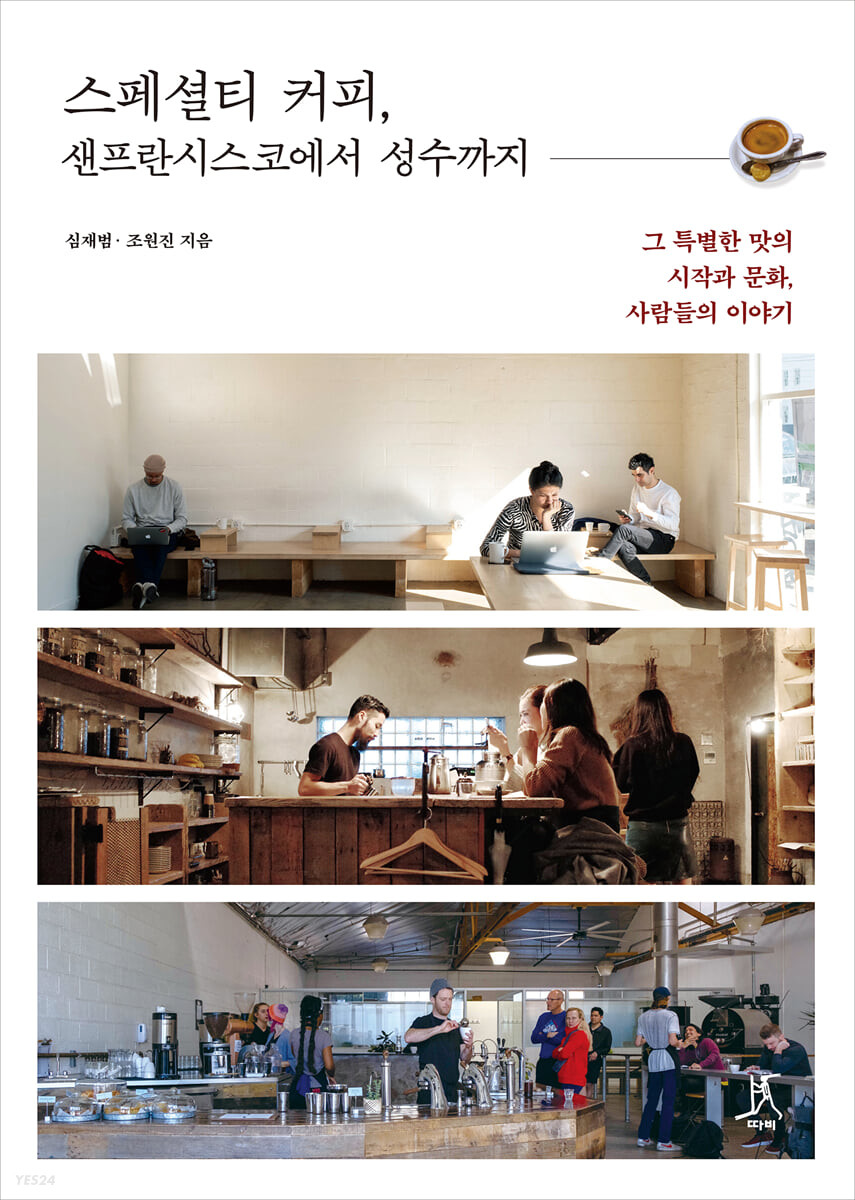 스페셜티 커피,
샌프란시스코에서 성수까지
심재범· 조원진 지음
그 특별한 맛의
시작과 문화,
사람들의 이야기
따비
YES24